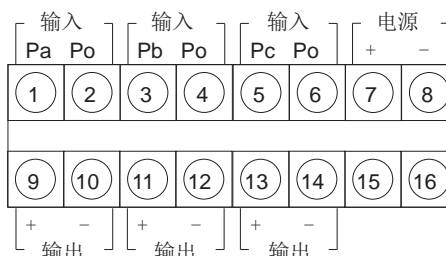 输入 输入 输入 电源
Pa Po Pb Po Pc Po + −
1 2 3 4 5 6 7 8
9 10 11 12 13 14 15 16
+ − + − + −
输出 输出 输出